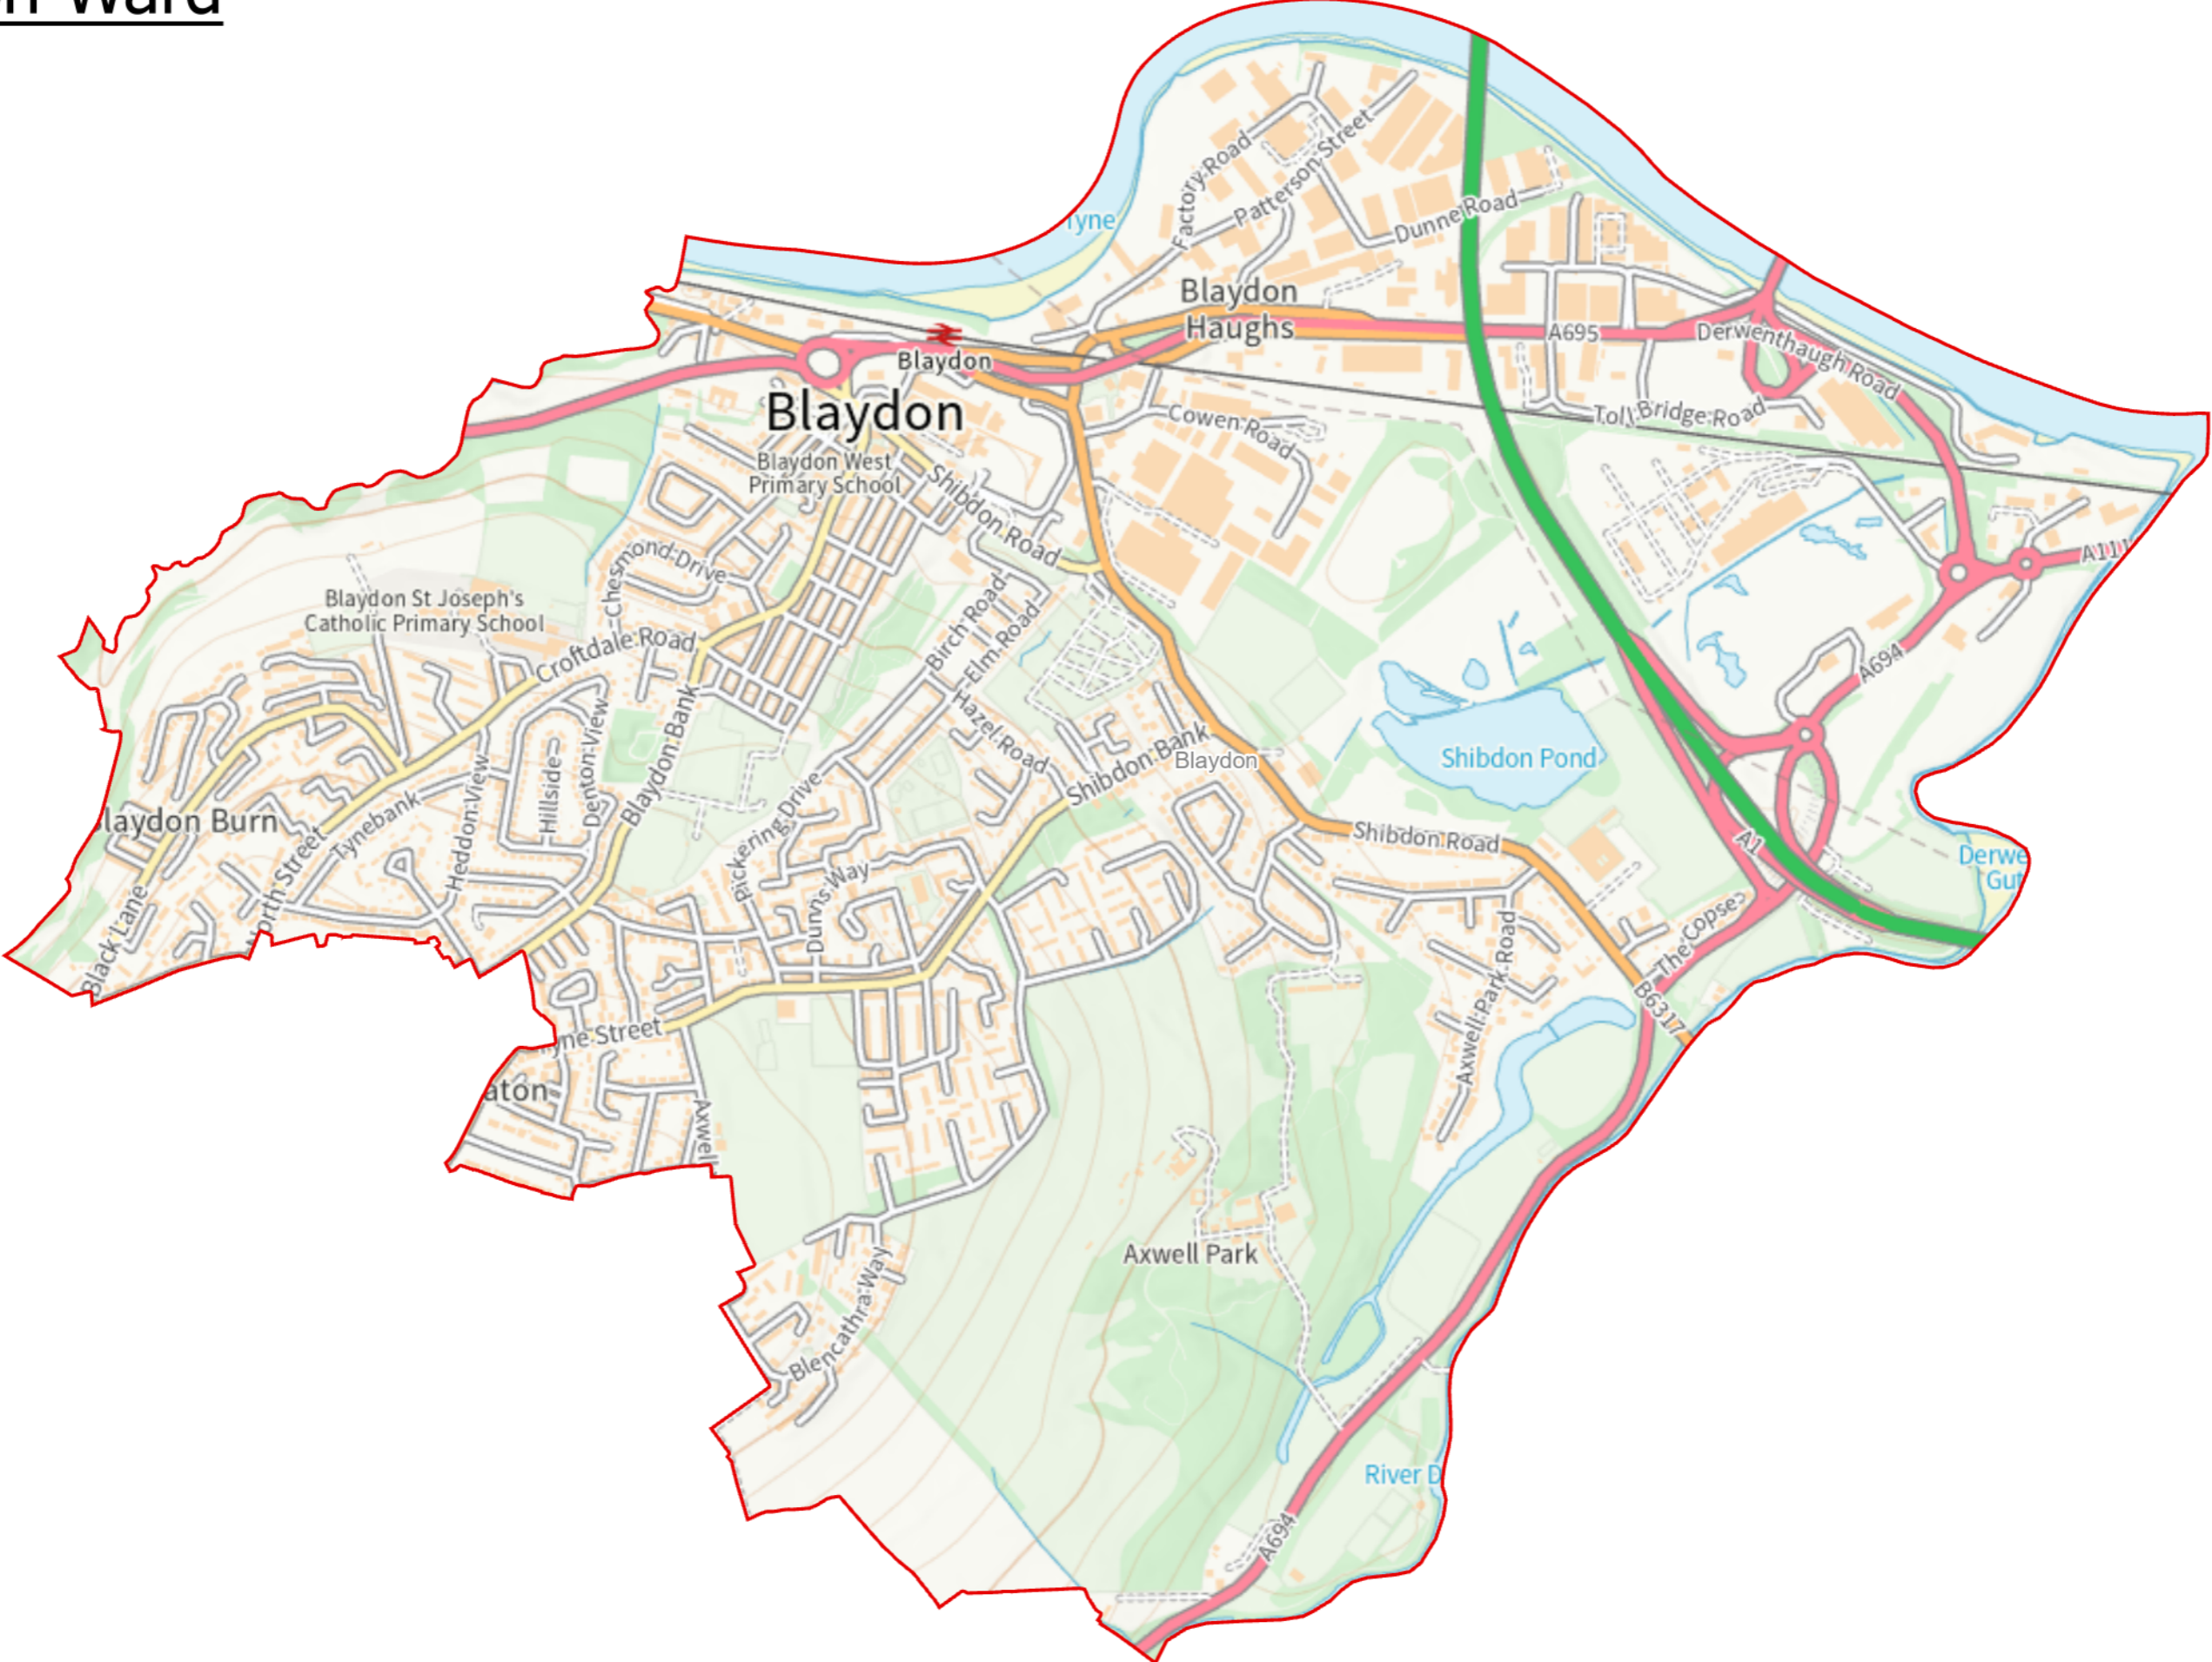 Ward
Tyne
Factory Road
Patterson Street
Dunne Road
Blaydon
Haughs
A695
Derwenthaugh Road
Blaydon
Toll Bridge Road
Blaydon
Cowen Road
Blaydon West
Primary School
Shibdon Road
A111
Chesmond Drive
Blaydon St Joseph's
Catholic Primary School
Birch Road
Elm Road
Croftdale Road
A694
Hazel Road
Denton View
Blaydon Bank
Shibdon Bank
Blaydon
Shibdon Pond
Hillside
Heddon View
Tynebank
Pickering Drive
laydon Burn
North Street
Shibdon Road
A1
Derwe
Gut
Black Lane
Dunns Way
The Copse
Axwell Park Road
B6317
yne Street
aton
Axwell
Axwell Park
Blencathra Way
River D
A694